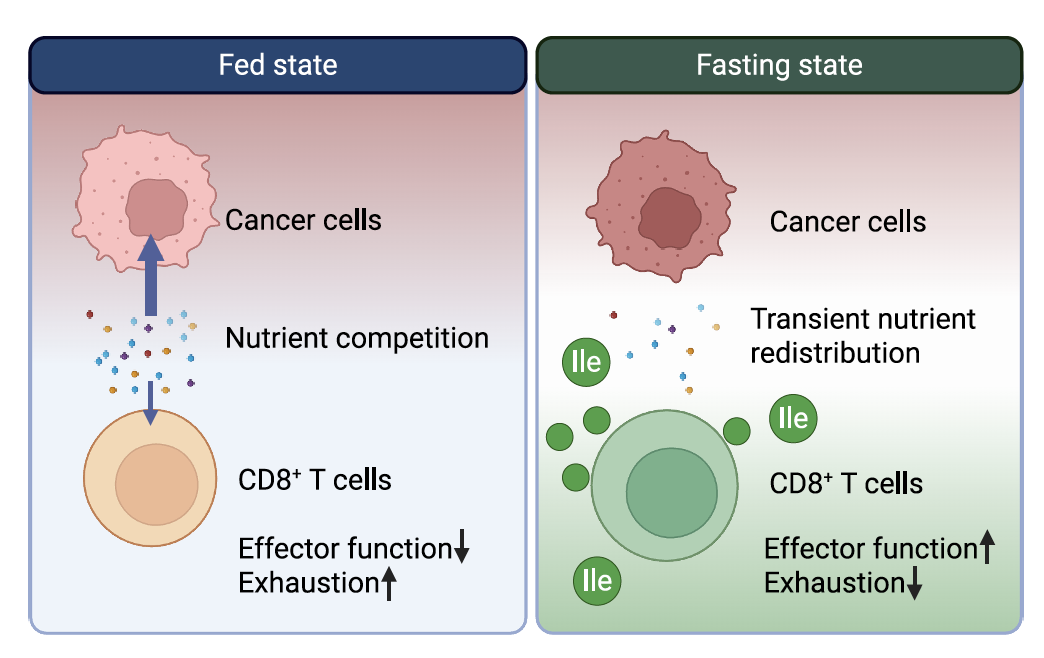 Fed state
Cancer cells
Nutrient competition
CD8⁺ T cells
Effector function↓
Exhaustion↑
Fasting state
Cancer cells
Transient nutrient
redistribution
Ile
Ile
CD8⁺ T cells
Effector function↑
Exhaustion↓
Ile